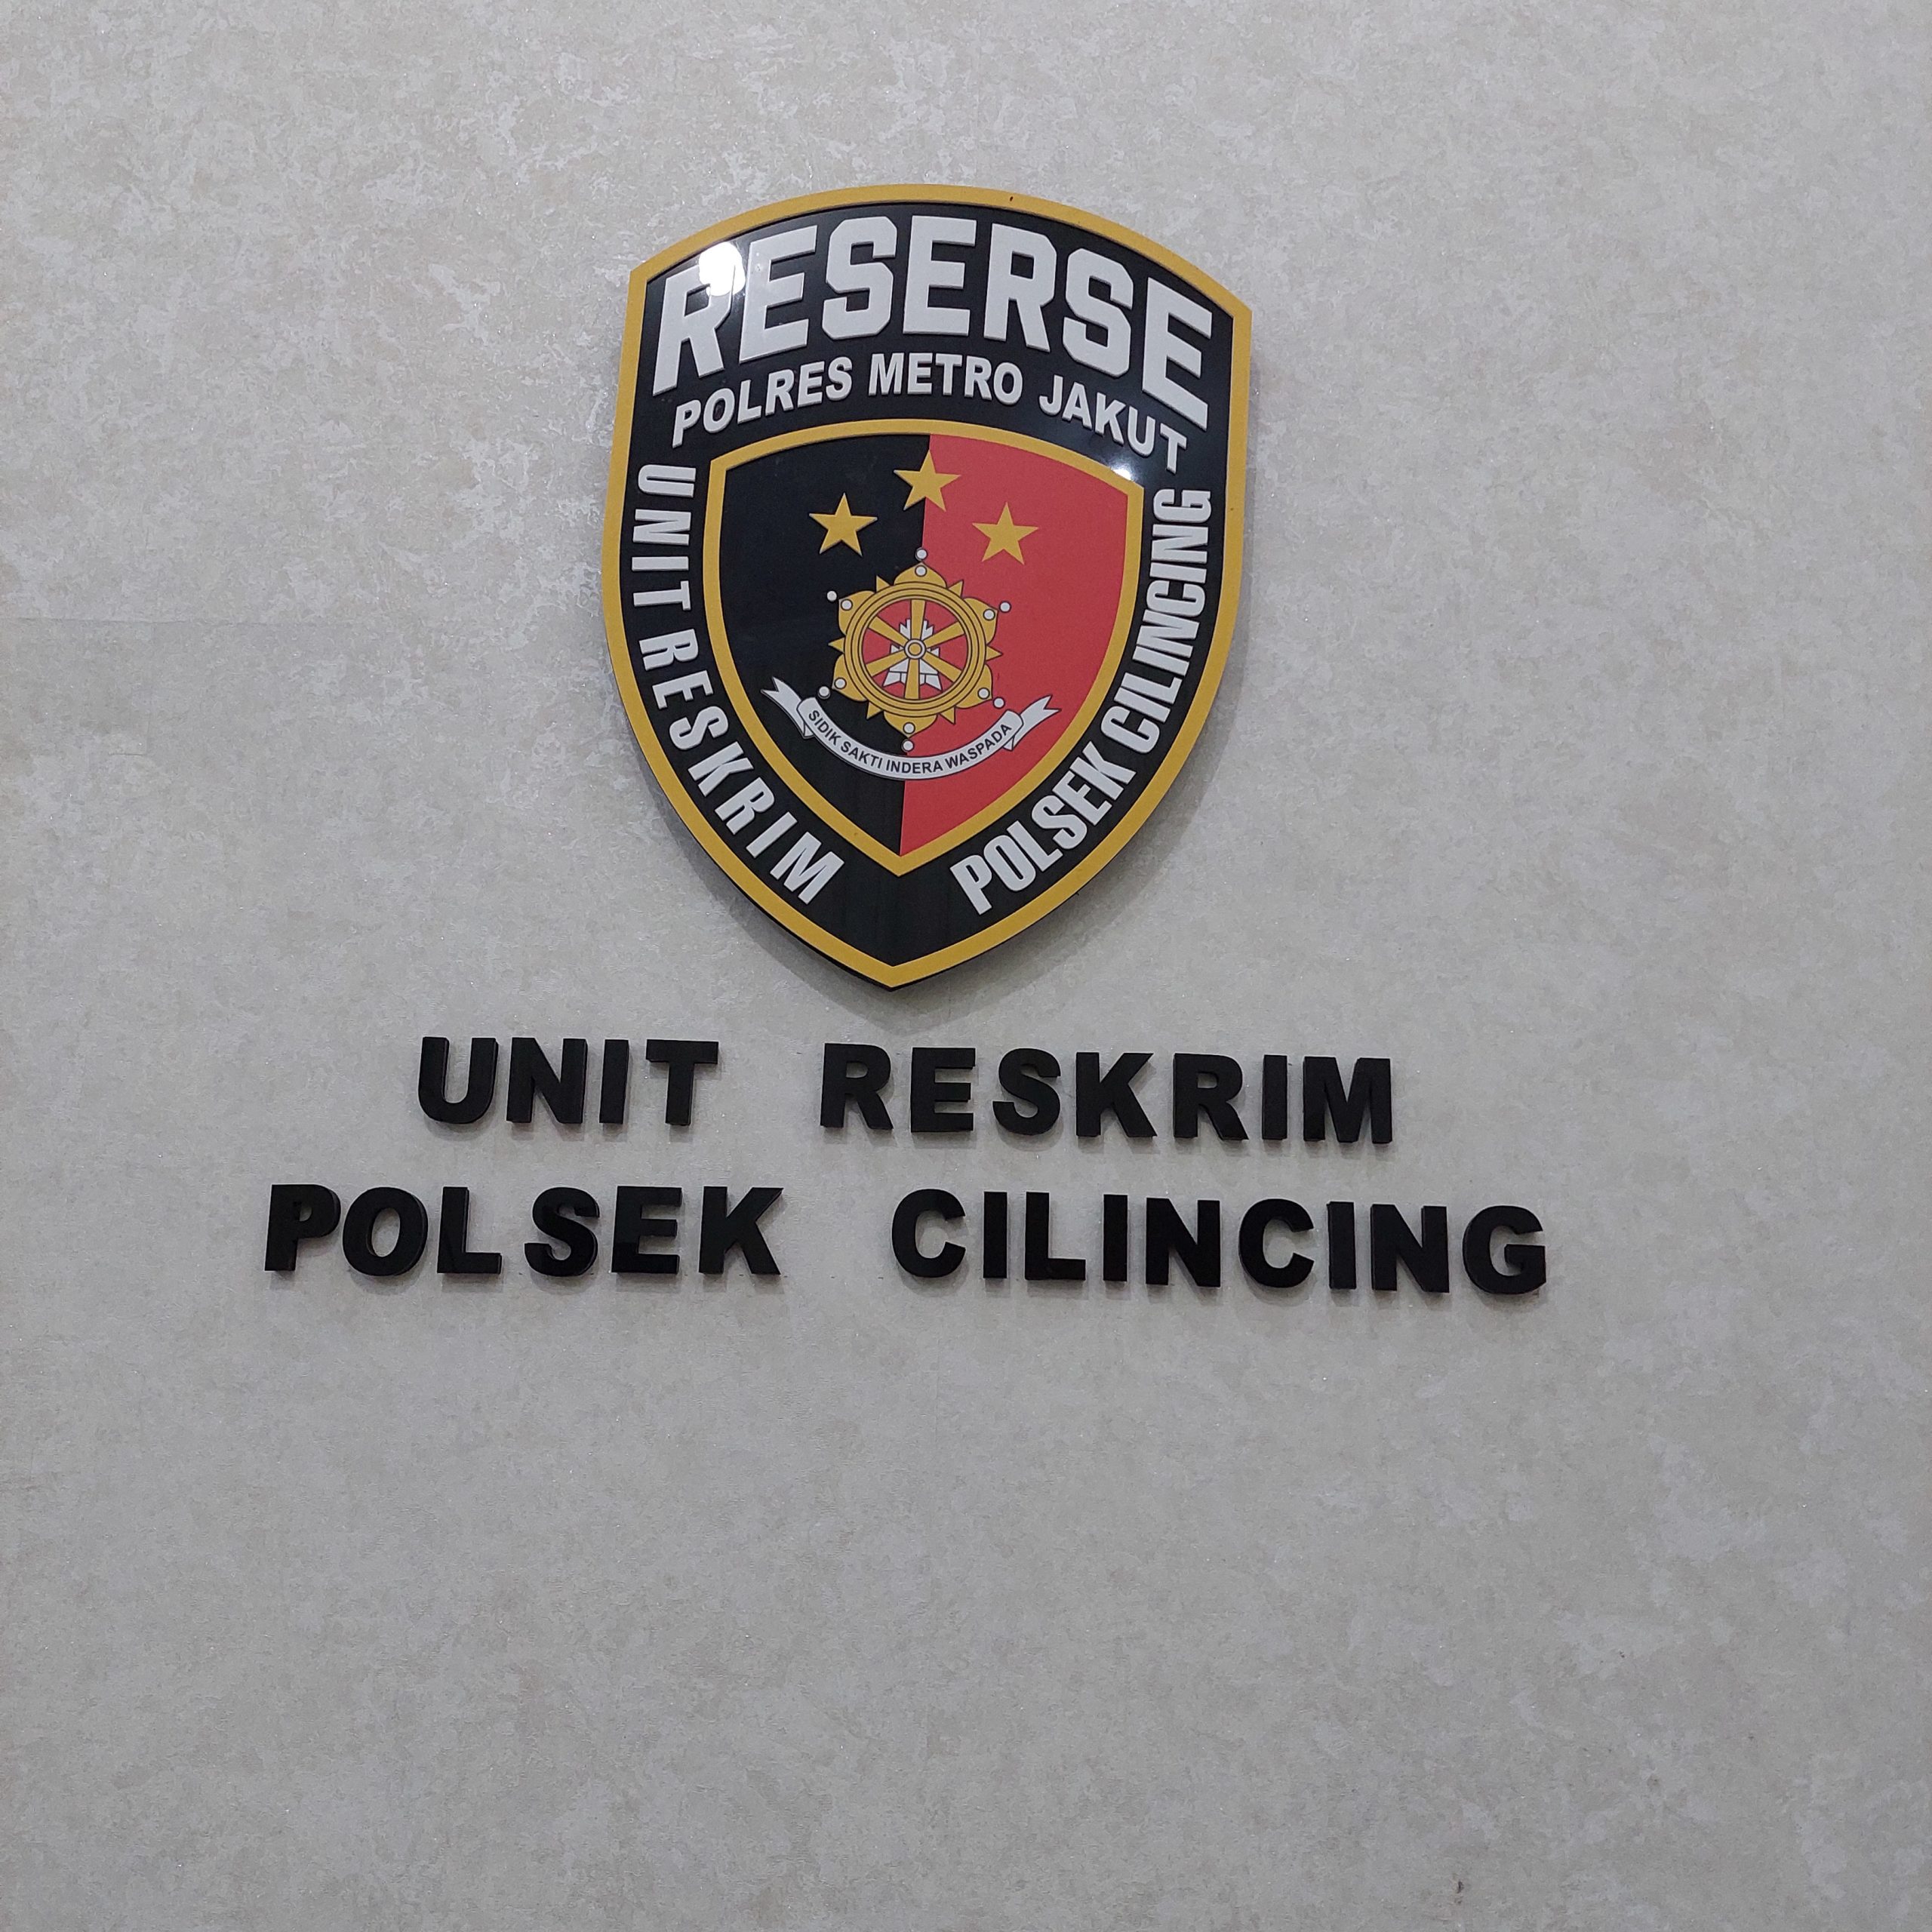 RESERSE
POLRES METRO JAKUT
UNIT RESKRIM
POLSEK CILINCING
SIDIK SAKTI INDERA WASPADA
UNIT RESKRIM
POLSEK CILINCING